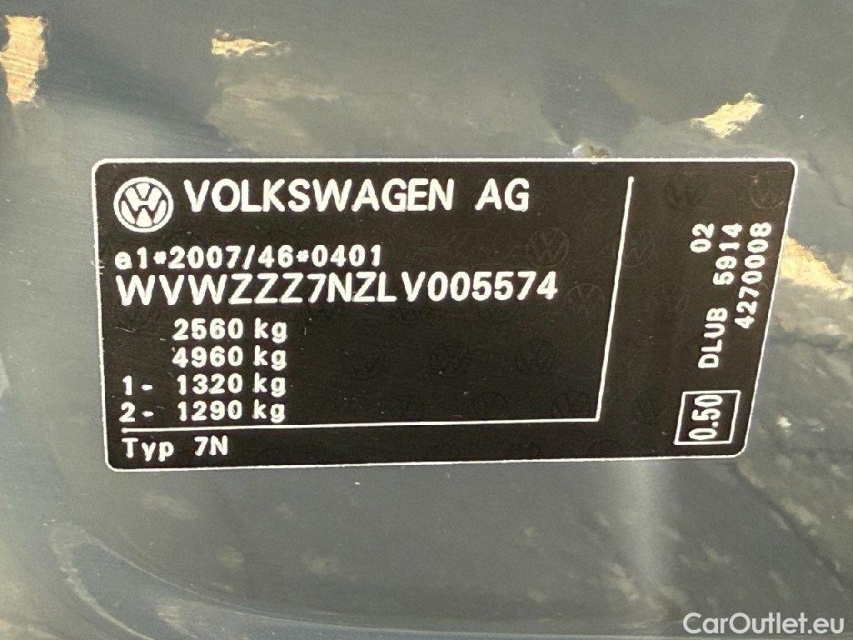 VOLKSWAGEN AG
e1*2007/46*0401
WVWZZZ7NZLV005574
2560 kg
4960 kg
1- 1320 kg
2- 1290 kg
Typ 7N
02
DLUB 5914
4270008
0.50
CarOutlet.eu